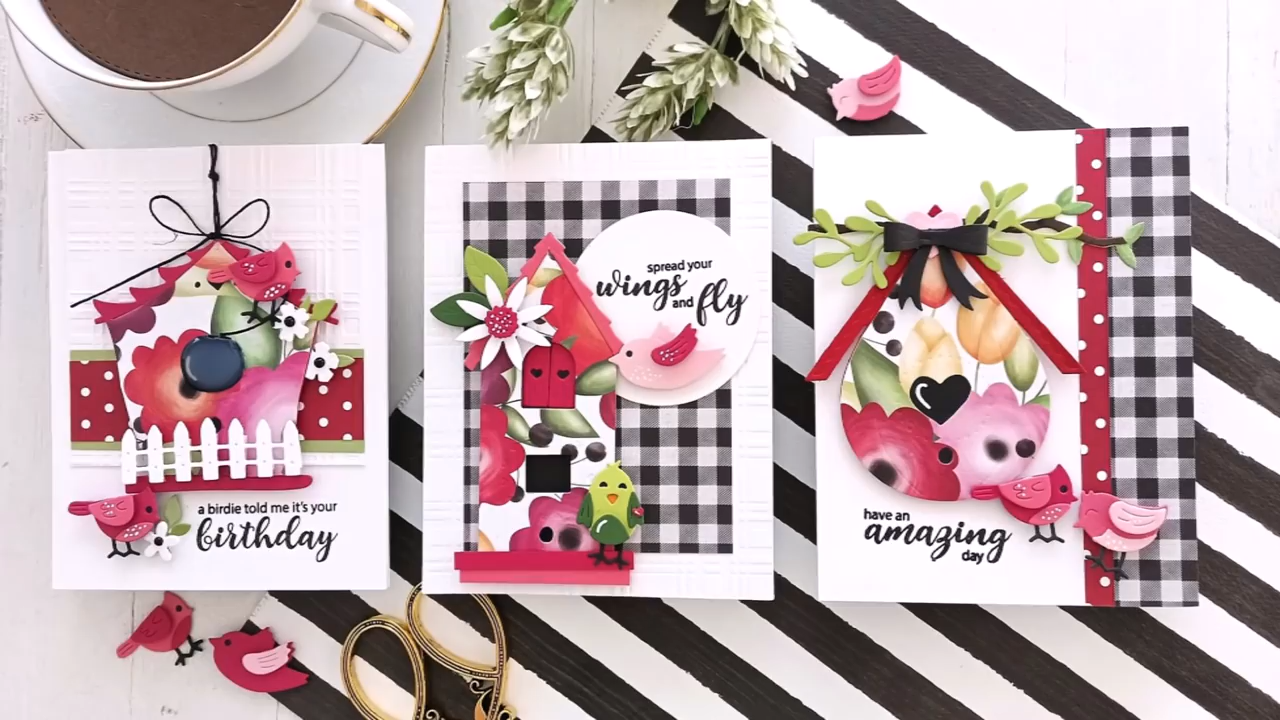 a birdie told me it's your
birthday
spread your
wings
and fly
have an
amazing
day